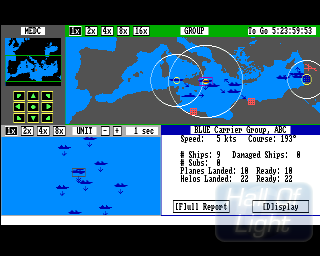 MEDC 1x 2x 4x 8x 16x GROUP To Go 5:23:59:53
1x 2x 4x 8x UNIT - + 1 sec
BLUE Carrier Group, ABC
Speed: 5 kts Course: 193°
# Ships: 9 Damaged Ships: 0
# Subs: 0
Planes Landed: 10 Ready: 10
Helos Landed: 22 Ready: 22
[F]ull Report [D]isplay
Hall Of
Light